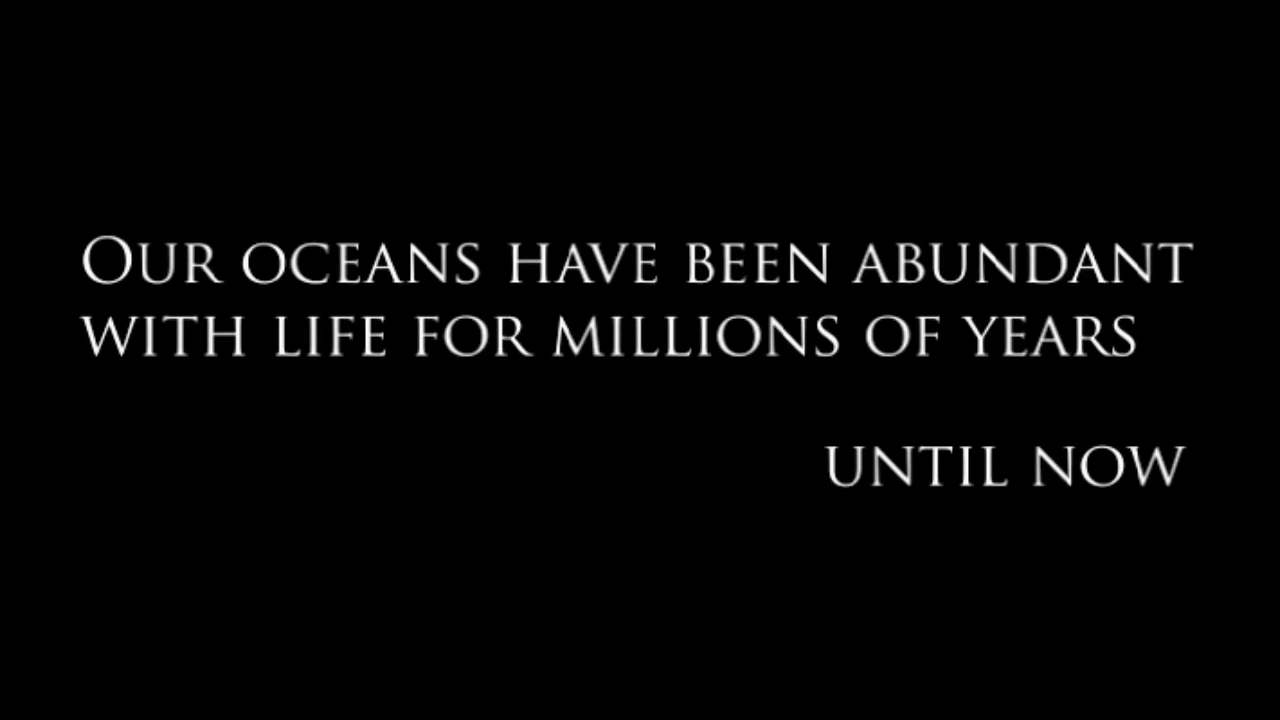 Our oceans have been abundant
with life for millions of years
until now